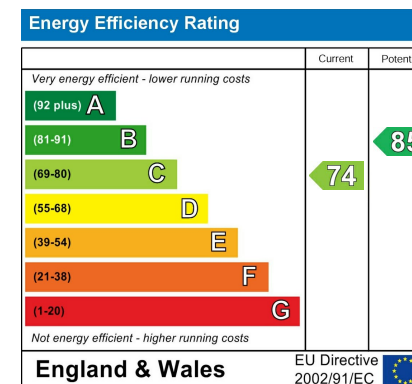 Energy Efficiency Rating
Current Potent
Very energy efficient - lower running costs
(92 plus) A
(81-91) B
85
(69-80) C
74
(55-68) D
(39-54) E
(21-38) F
(1-20) G
Not energy efficient - higher running costs
England & Wales
EU Directive
2002/91/EC